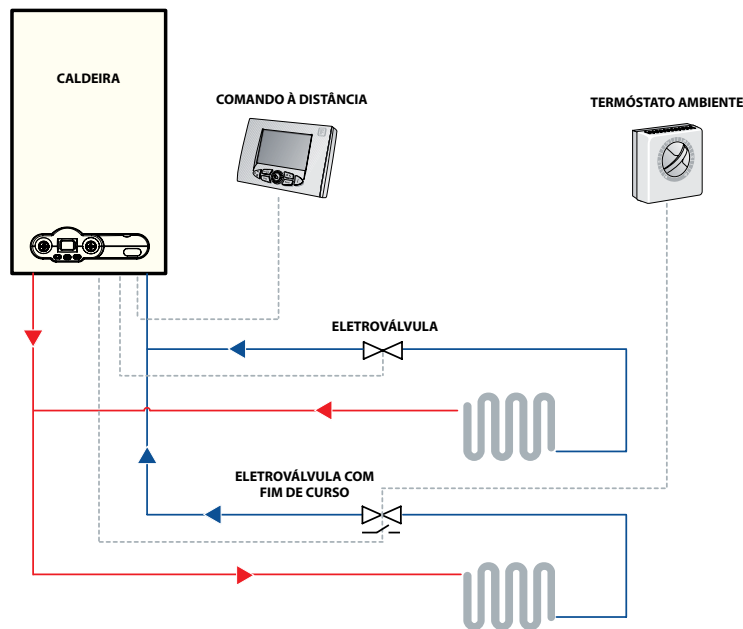 CALDEIRA
COMANDO À DISTÂNCIA
TERMÓSTATO AMBIENTE
ELETROVÁLVULA
ELETROVÁLVULA COM
FIM DE CURSO